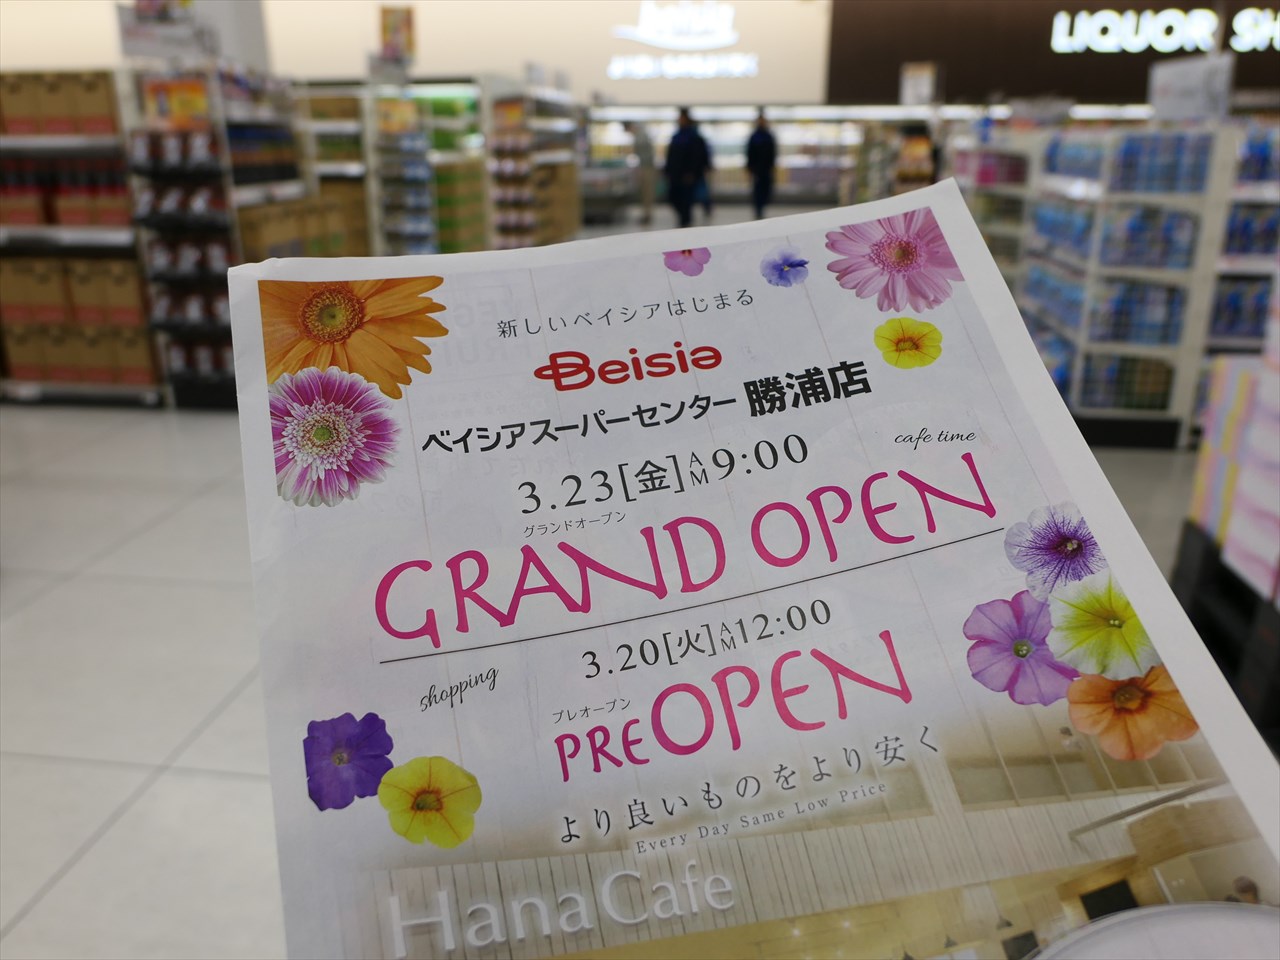 LIQUOR SH
新しいベイシアはじまる
Beisia
ベイシアスーパーセンター 勝浦店
3.23[金]AM9:00
cafe time
グランドオープン
GRAND OPEN
3.20[火]AM12:00
shopping
プレオープン
PREOPEN
より良いものをより安く
Every Day Same Low Price
Hana Cafe